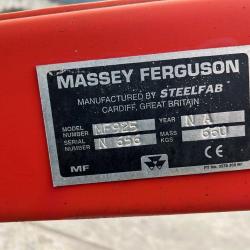 MASSEY FERGUSON
MANUFACTURED BY STEELFAB
CARDIFF, GREAT BRITAIN
MODEL NUMBER MF925 YEAR N A
SERIAL NUMBER N 656 MASS KGS 660
MF CE